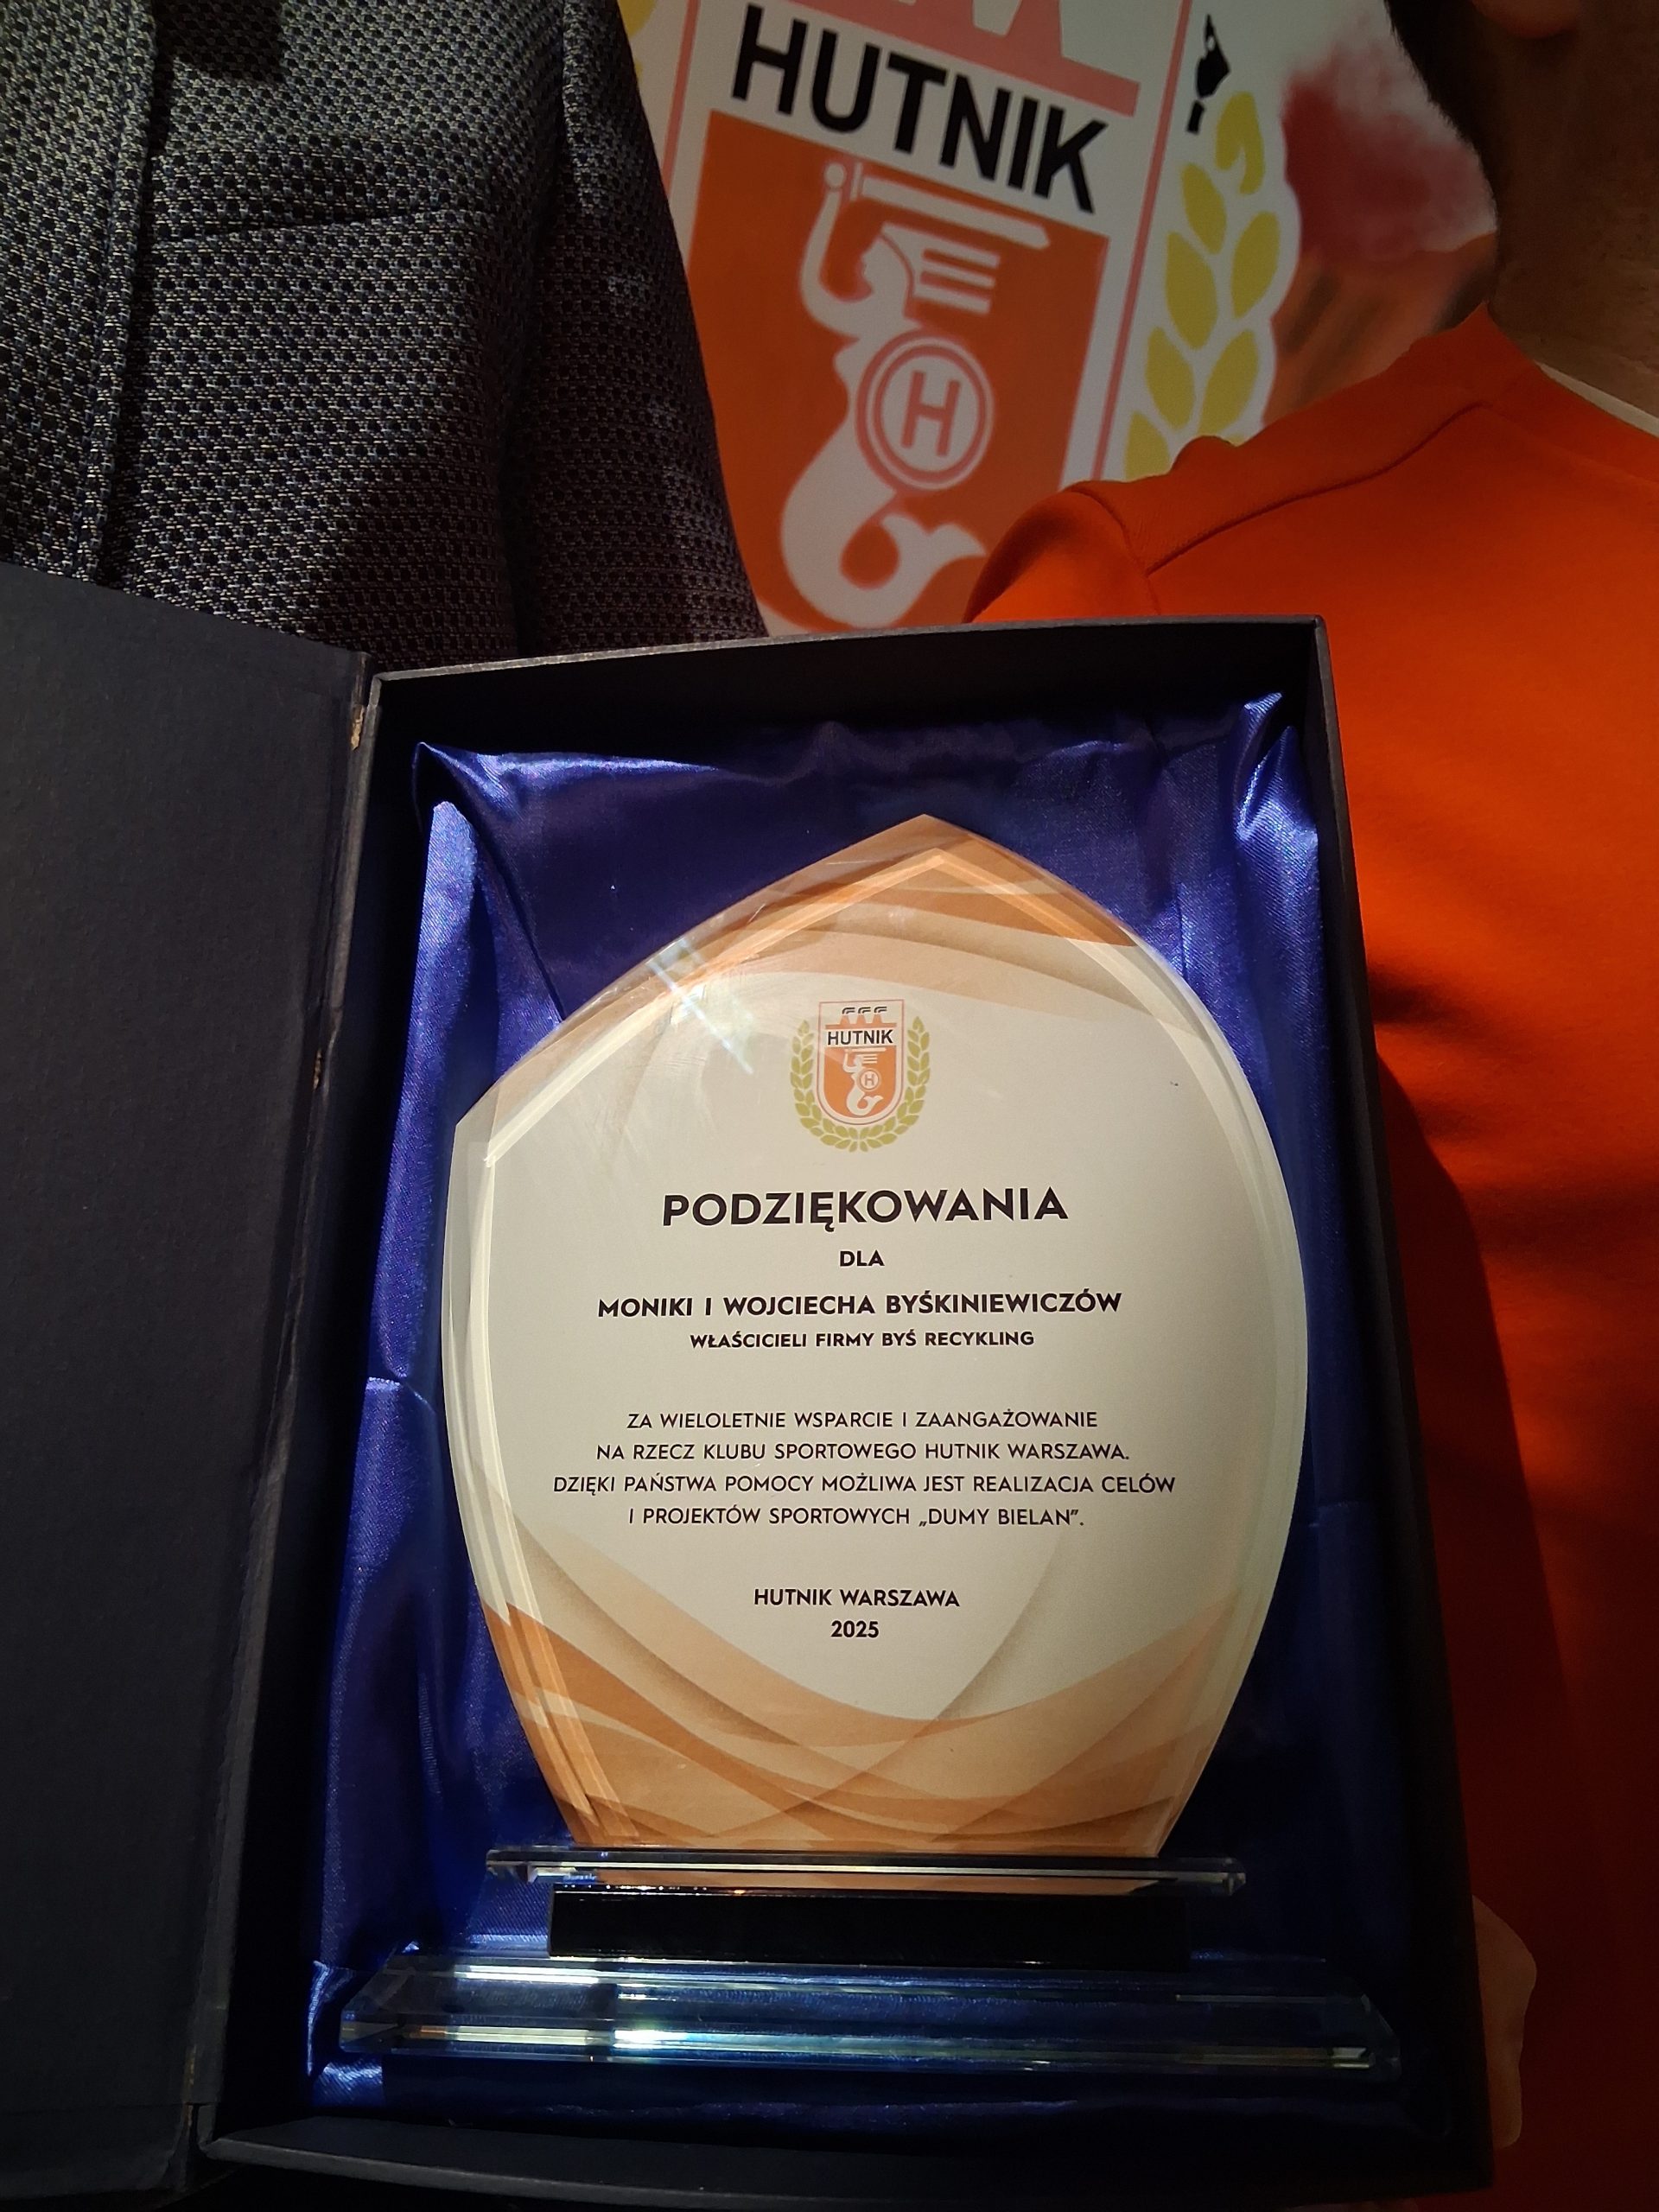 HUTNIK
H
HUTNIK
H
PODZIĘKOWANIA
DLA
MONIKI I WOJCIECHA BYŚKINIEWICZÓW
WŁAŚCICIELI FIRMY BYŚ RECYKLING
ZA WIELOLETNIE WSPARCIE I ZAANGAŻOWANIE
NA RZECZ KLUBU SPORTOWEGO HUTNIK WARSZAWA.
DZIĘKI PAŃSTWA POMOCY MOŻLIWA JEST REALIZACJA CELÓW
I PROJEKTÓW SPORTOWYCH „DUMY BIELAN”.
HUTNIK WARSZAWA
2025